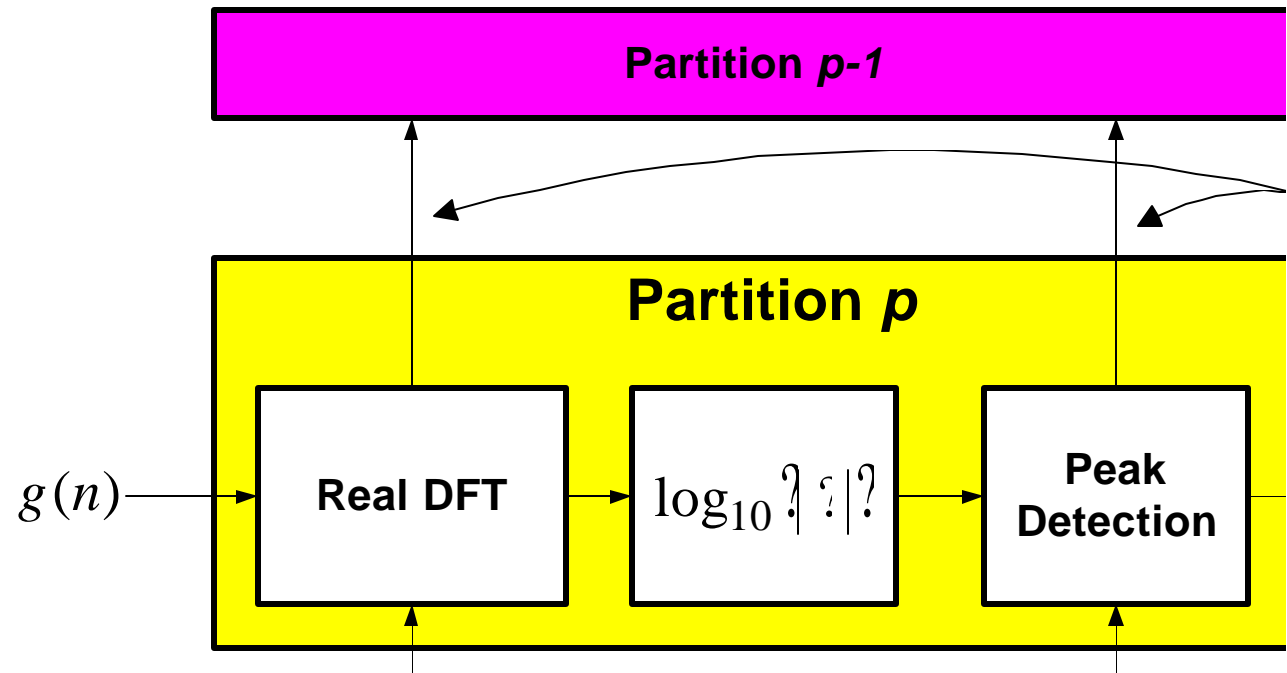 Partition p-1
Partition p
g(n)
Real DFT
log10 ?| ?|?
Peak
Detection